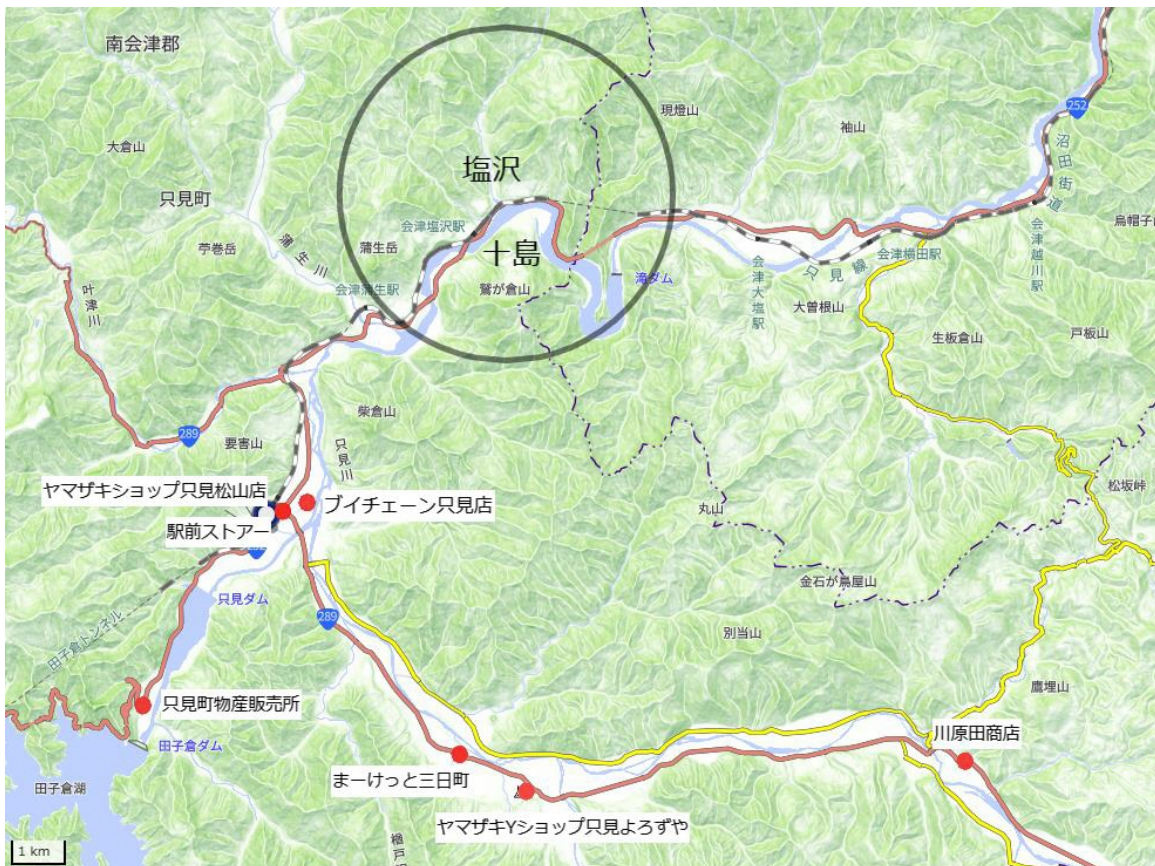 南会津郡
現燈山
252
沼田街道
袖山
大倉山
塩沢
只見町
会津塩沢駅
烏帽子山
苧巻岳
蒲生川
蒲生岳
十島
会津横田駅
会津越川駅
只見線
会津蒲生駅
鷲が倉山
滝ダム
会津大塩駅
叶津川
大曽根山
生板倉山
戸板山
柴倉山
289
要害山
只見川
ヤマザキショップ只見松山店
ブイチェーン只見店
松坂峠
駅前ストアー
丸山
252
金石が鳥屋山
只見ダム
289
田子倉トンネル
別当山
鷹埋山
只見町物産販売所
川原田商店
田子倉ダム
まーけっと三日町
田子倉湖
ヤマザキYショップ只見よろずや
1 km